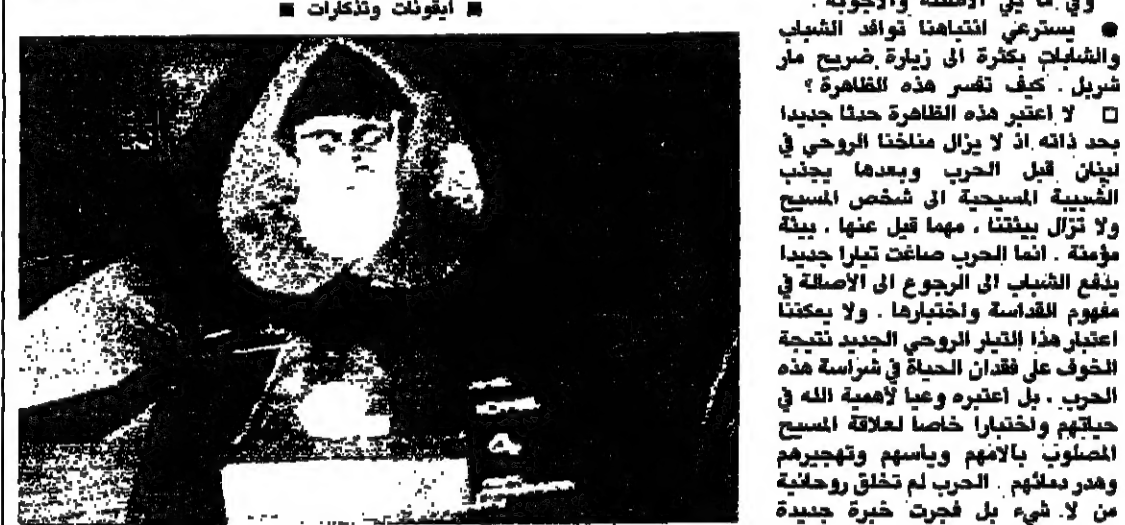 ■ ايقونات وتذكارات ■
وفي ما يلي الاسئلة والاجوبة .
● يسترعي انتباهنا توافد الشباب
والشابات بكثرة الى زيارة ضريح مار
شربل . كيف تفسر هذه الظاهرة ؟
□ لا اعتبر هذه الظاهرة حدثا جديدا
بحد ذاته اذ لا يزال مناخنا الروحي في
لبنان قبل الحرب وبعدها يجذب
الشبيبة المسيحية الى شخص المسيح
ولا تزال بيئتنا ، مهما قيل عنها ، بيئة
مؤمنة . انما الحرب صاغت تيارا جديدا
يدفع الشباب الى الرجوع الى الاصالة في
مفهوم القداسة واختبارها . ولا يمكننا
اعتبار هذا التيار الروحي الجديد نتيجة
الخوف على فقدان الحياة في شراسة هذه
الحرب . بل أعتبره وعيا لأهمية الله في
حياتهم واختبارا خاصا لعلاقة المسيح
المصلوب بآلامهم ويأسهم وتهجيرهم
وهدر دمائهم . الحرب لم تخلق روحانية
من لا شيء بل فجرت خبرة جديدة